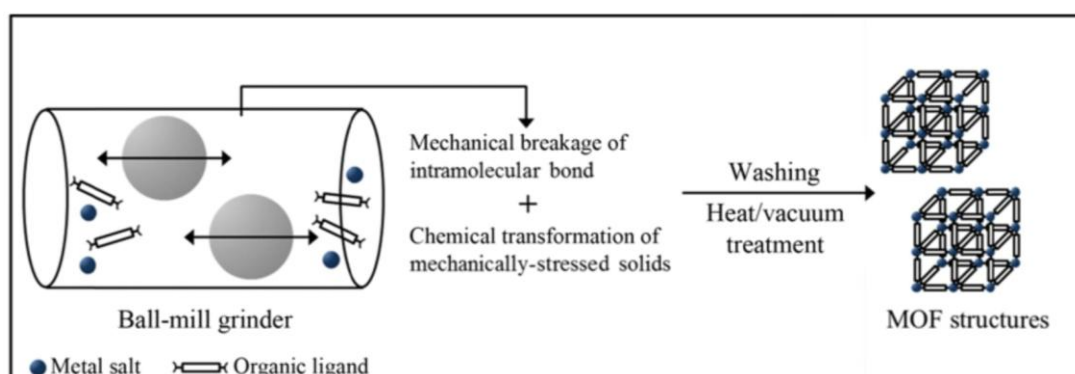 Mechanical breakage of
intramolecular bond
+
Chemical transformation of
mechanically-stressed solids
Washing
Heat/vacuum
treatment
Ball-mill grinder
MOF structures
Metal salt
Organic ligand